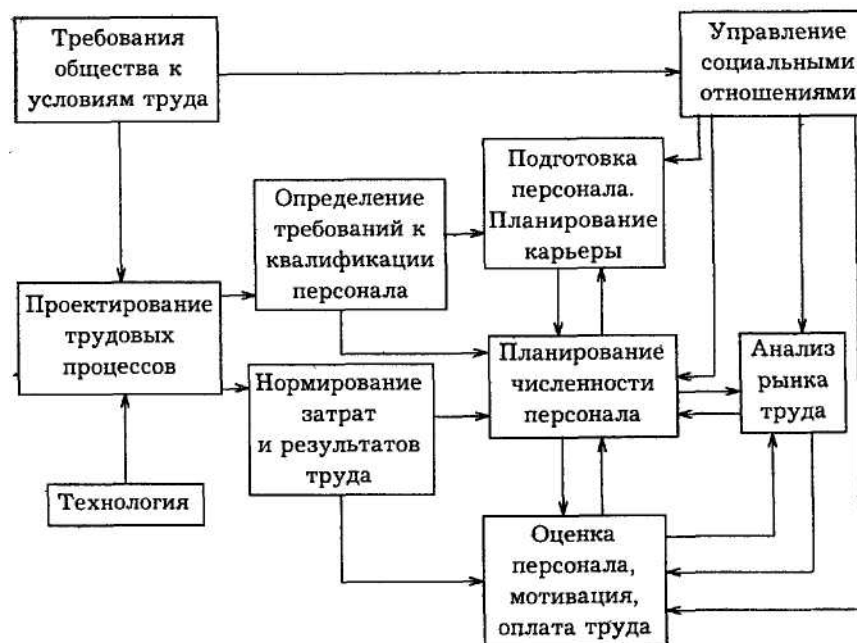 Требования
общества к
условиям труда
Управление
социальными
отношениями
Подготовка
персонала.
Планирование
карьеры
Определение
требований к
квалификации
персонала
Проектирование
трудовых
процессов
Планирование
численности
персонала
Анализ
рынка
труда
Нормирование
затрат
и результатов
труда
Технология
Оценка
персонала,
мотивация,
оплата труда